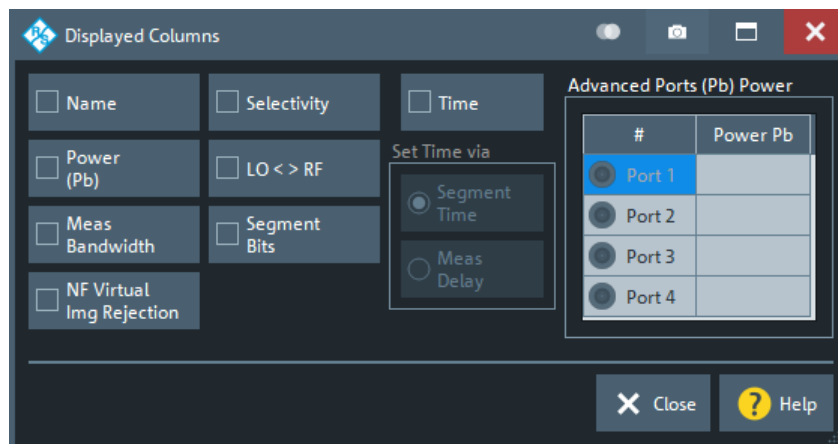 Displayed Columns
Name
Selectivity
Time
Power
(Pb)
LO < > RF
Meas
Bandwidth
Segment
Bits
NF Virtual
Img Rejection
Set Time via
Segment
Time
Meas
Delay
Advanced Ports (Pb) Power
# Power Pb
Port 1
Port 2
Port 3
Port 4
Close
? Help